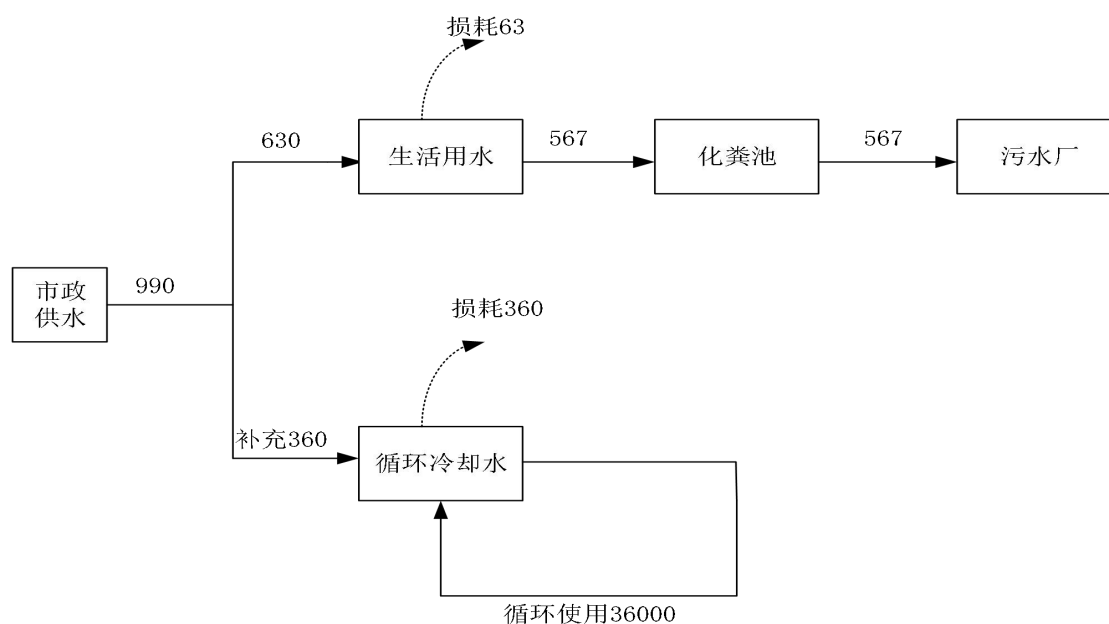 损耗63
630
生活用水
567
化粪池
567
污水厂
市政
供水
990
损耗360
补充360
循环冷却水
循环使用36000